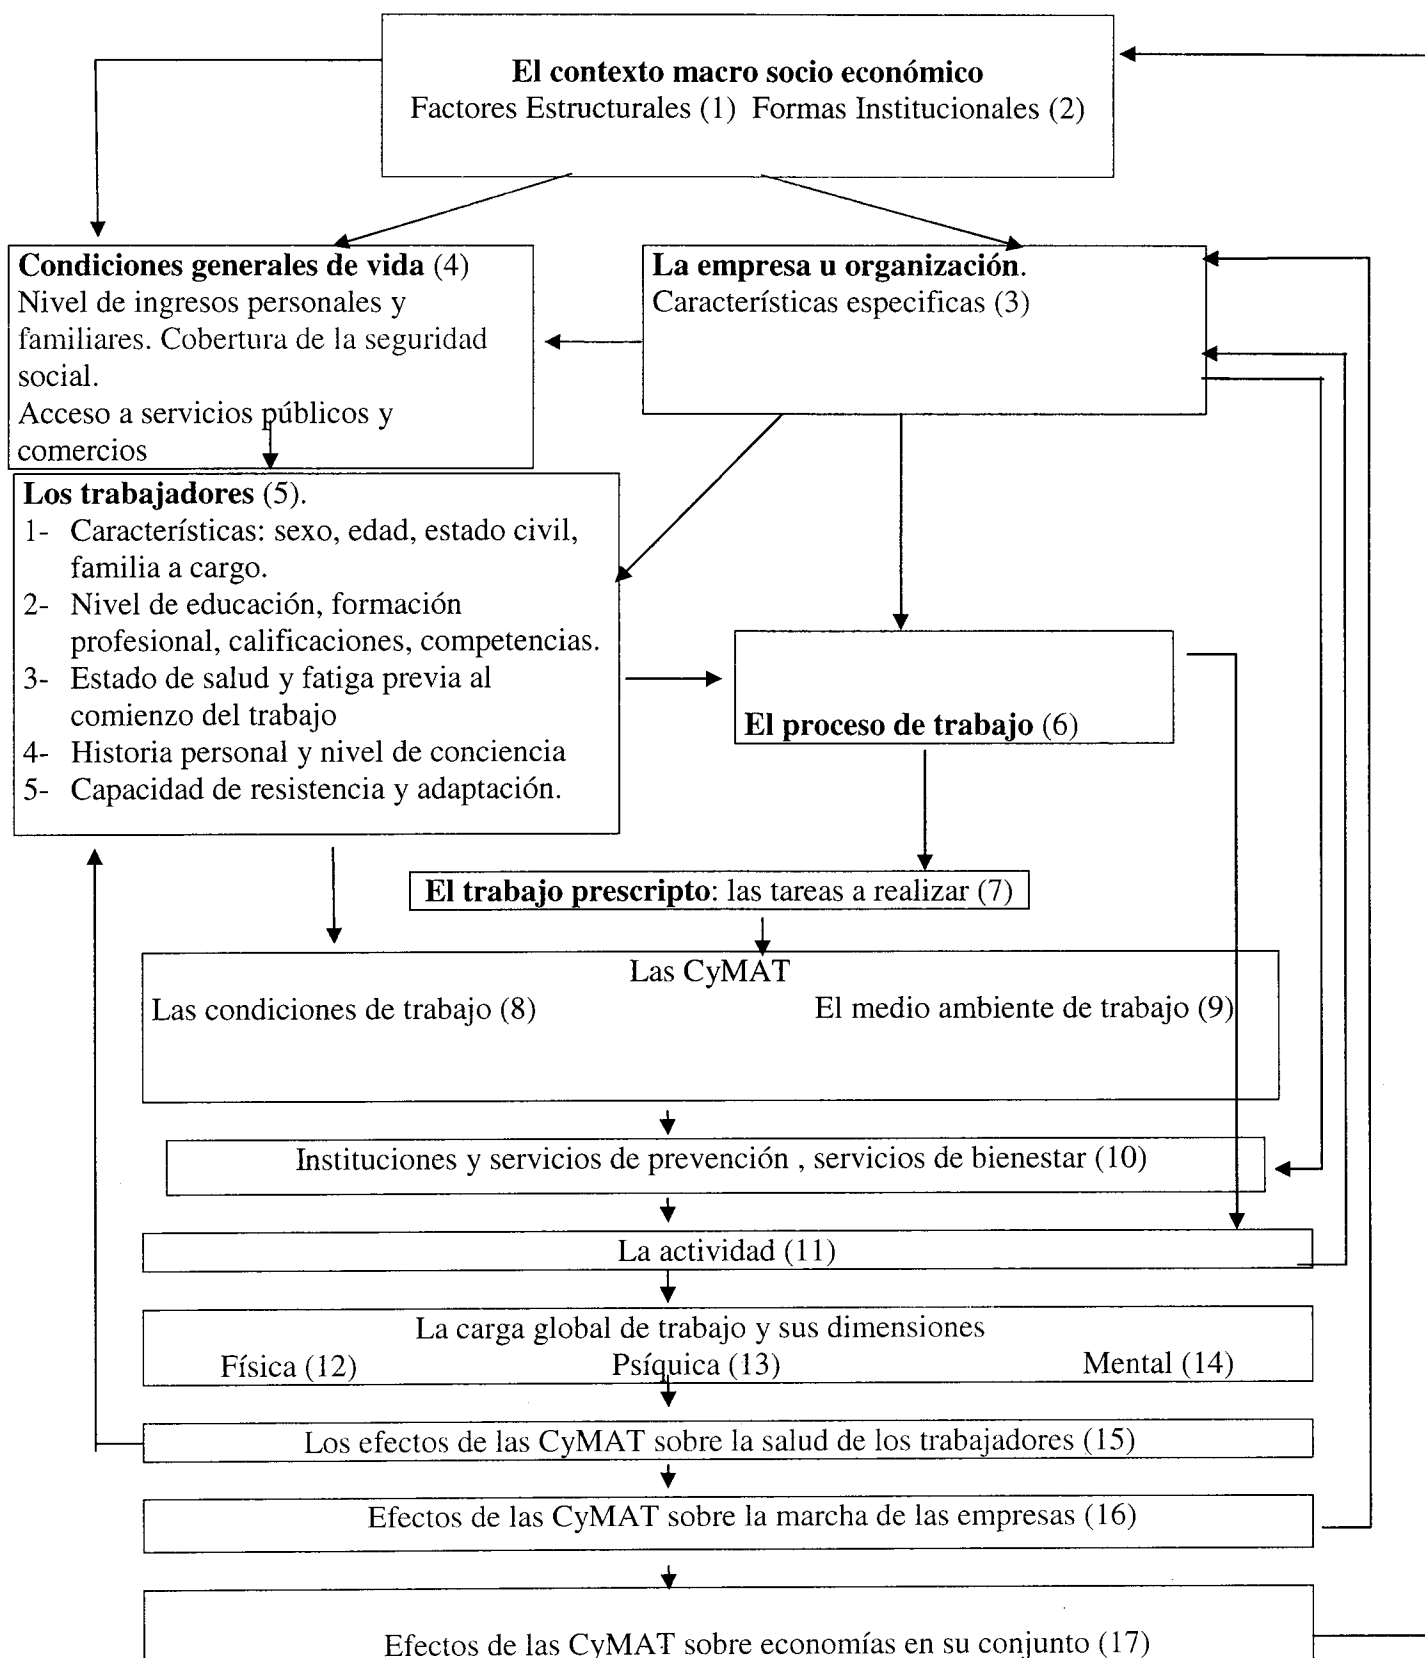 El contexto macro socio económico
Factores Estructurales (1) Formas Institucionales (2)
Condiciones generales de vida (4)
Nivel de ingresos personales y
familiares. Cobertura de la seguridad
social.
Acceso a servicios públicos y
comercios
La empresa u organización.
Características especificas (3)
Los trabajadores (5).
1- Características: sexo, edad, estado civil,
familia a cargo.
2- Nivel de educación, formación
profesional, calificaciones, competencias.
3- Estado de salud y fatiga previa al
comienzo del trabajo
4- Historia personal y nivel de conciencia
5- Capacidad de resistencia y adaptación.
El proceso de trabajo (6)
El trabajo prescripto: las tareas a realizar (7)
Las CyMAT
Las condiciones de trabajo (8) El medio ambiente de trabajo (9)
Instituciones y servicios de prevención , servicios de bienestar (10)
La actividad (11)
La carga global de trabajo y sus dimensiones
Física (12) Psíquica (13) Mental (14)
Los efectos de las CyMAT sobre la salud de los trabajadores (15)
Efectos de las CyMAT sobre la marcha de las empresas (16)
Efectos de las CyMAT sobre economías en su conjunto (17)